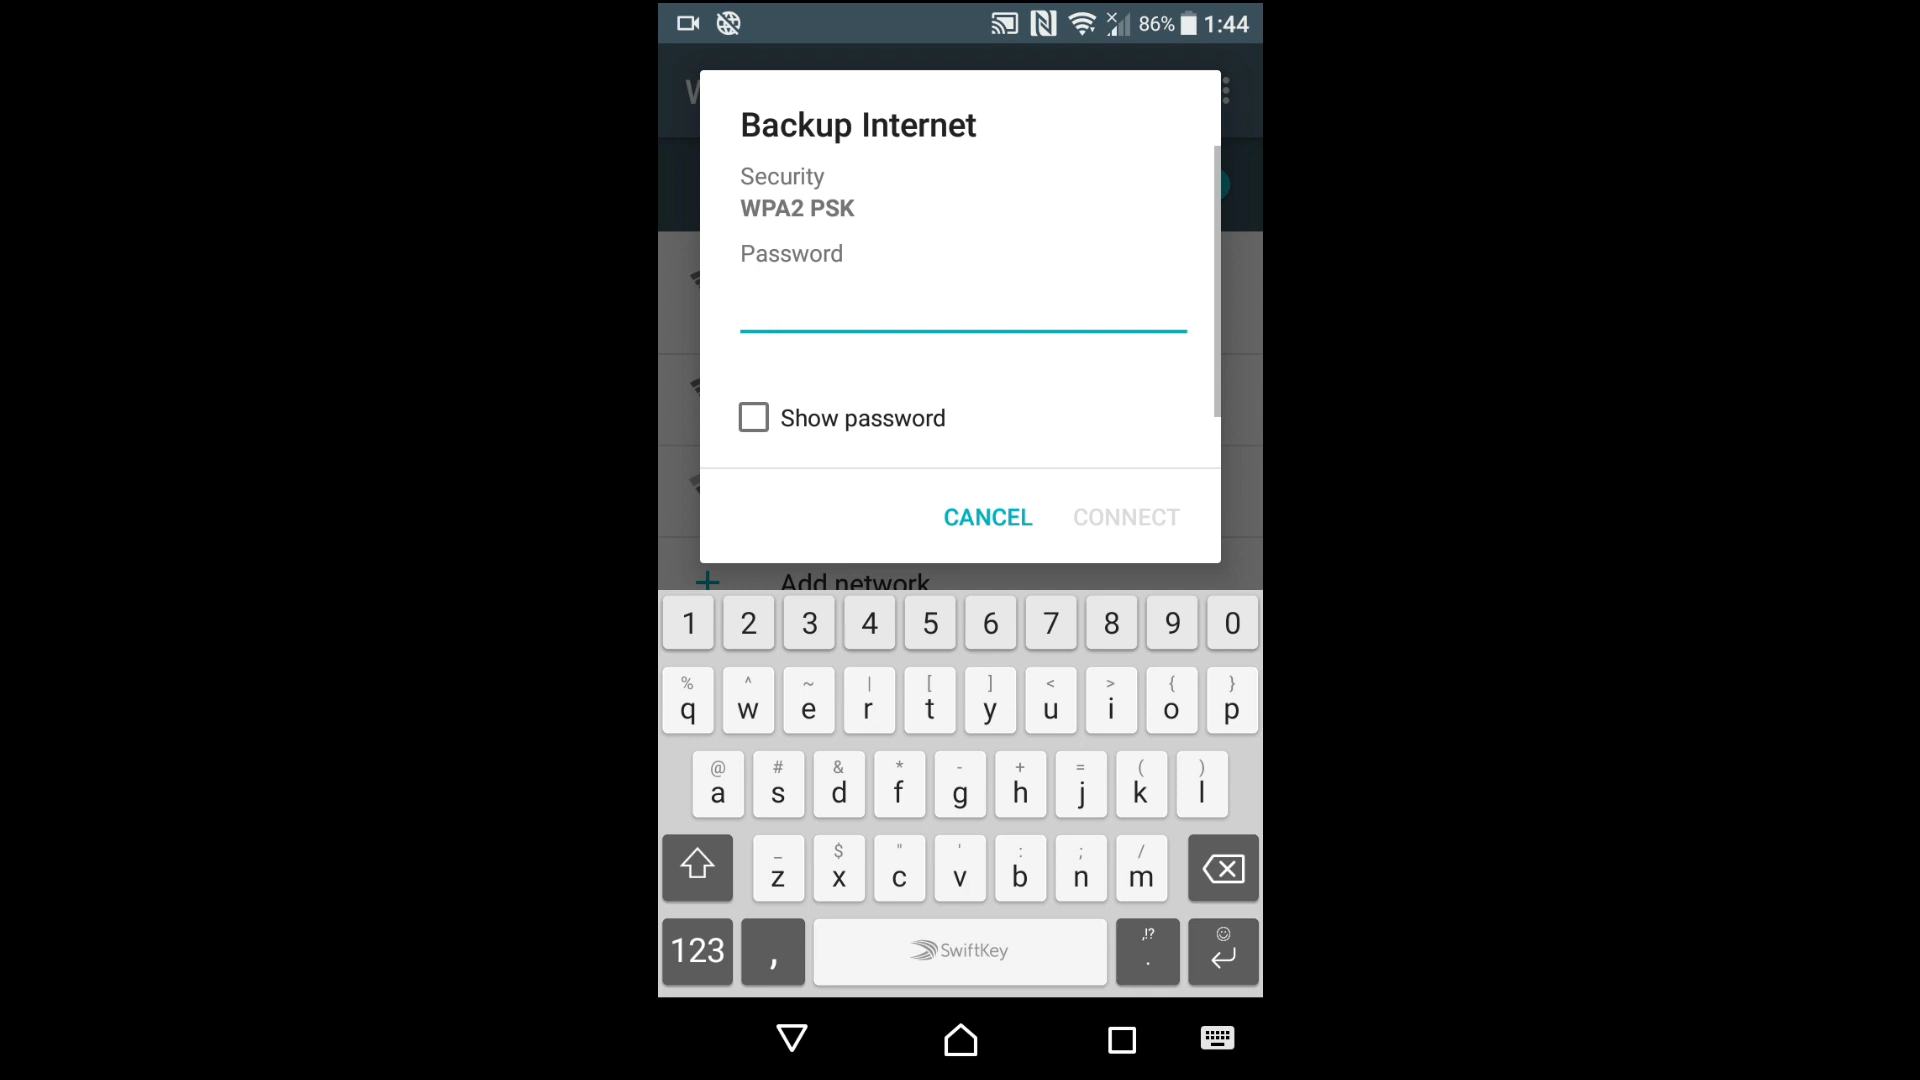 86% 1:44
W
Backup Internet
Security
WPA2 PSK
Password
Show password
CANCEL CONNECT
Add network
1 2 3 4 5 6 7 8 9 0
% ^ ~ | [ ] < > { }
q w e r t y u i o p
@ # & * - + = ( )
a s d f g h j k l
_ $ " ' : ; /
z x c v b n m
,!?
123 , SwiftKey .